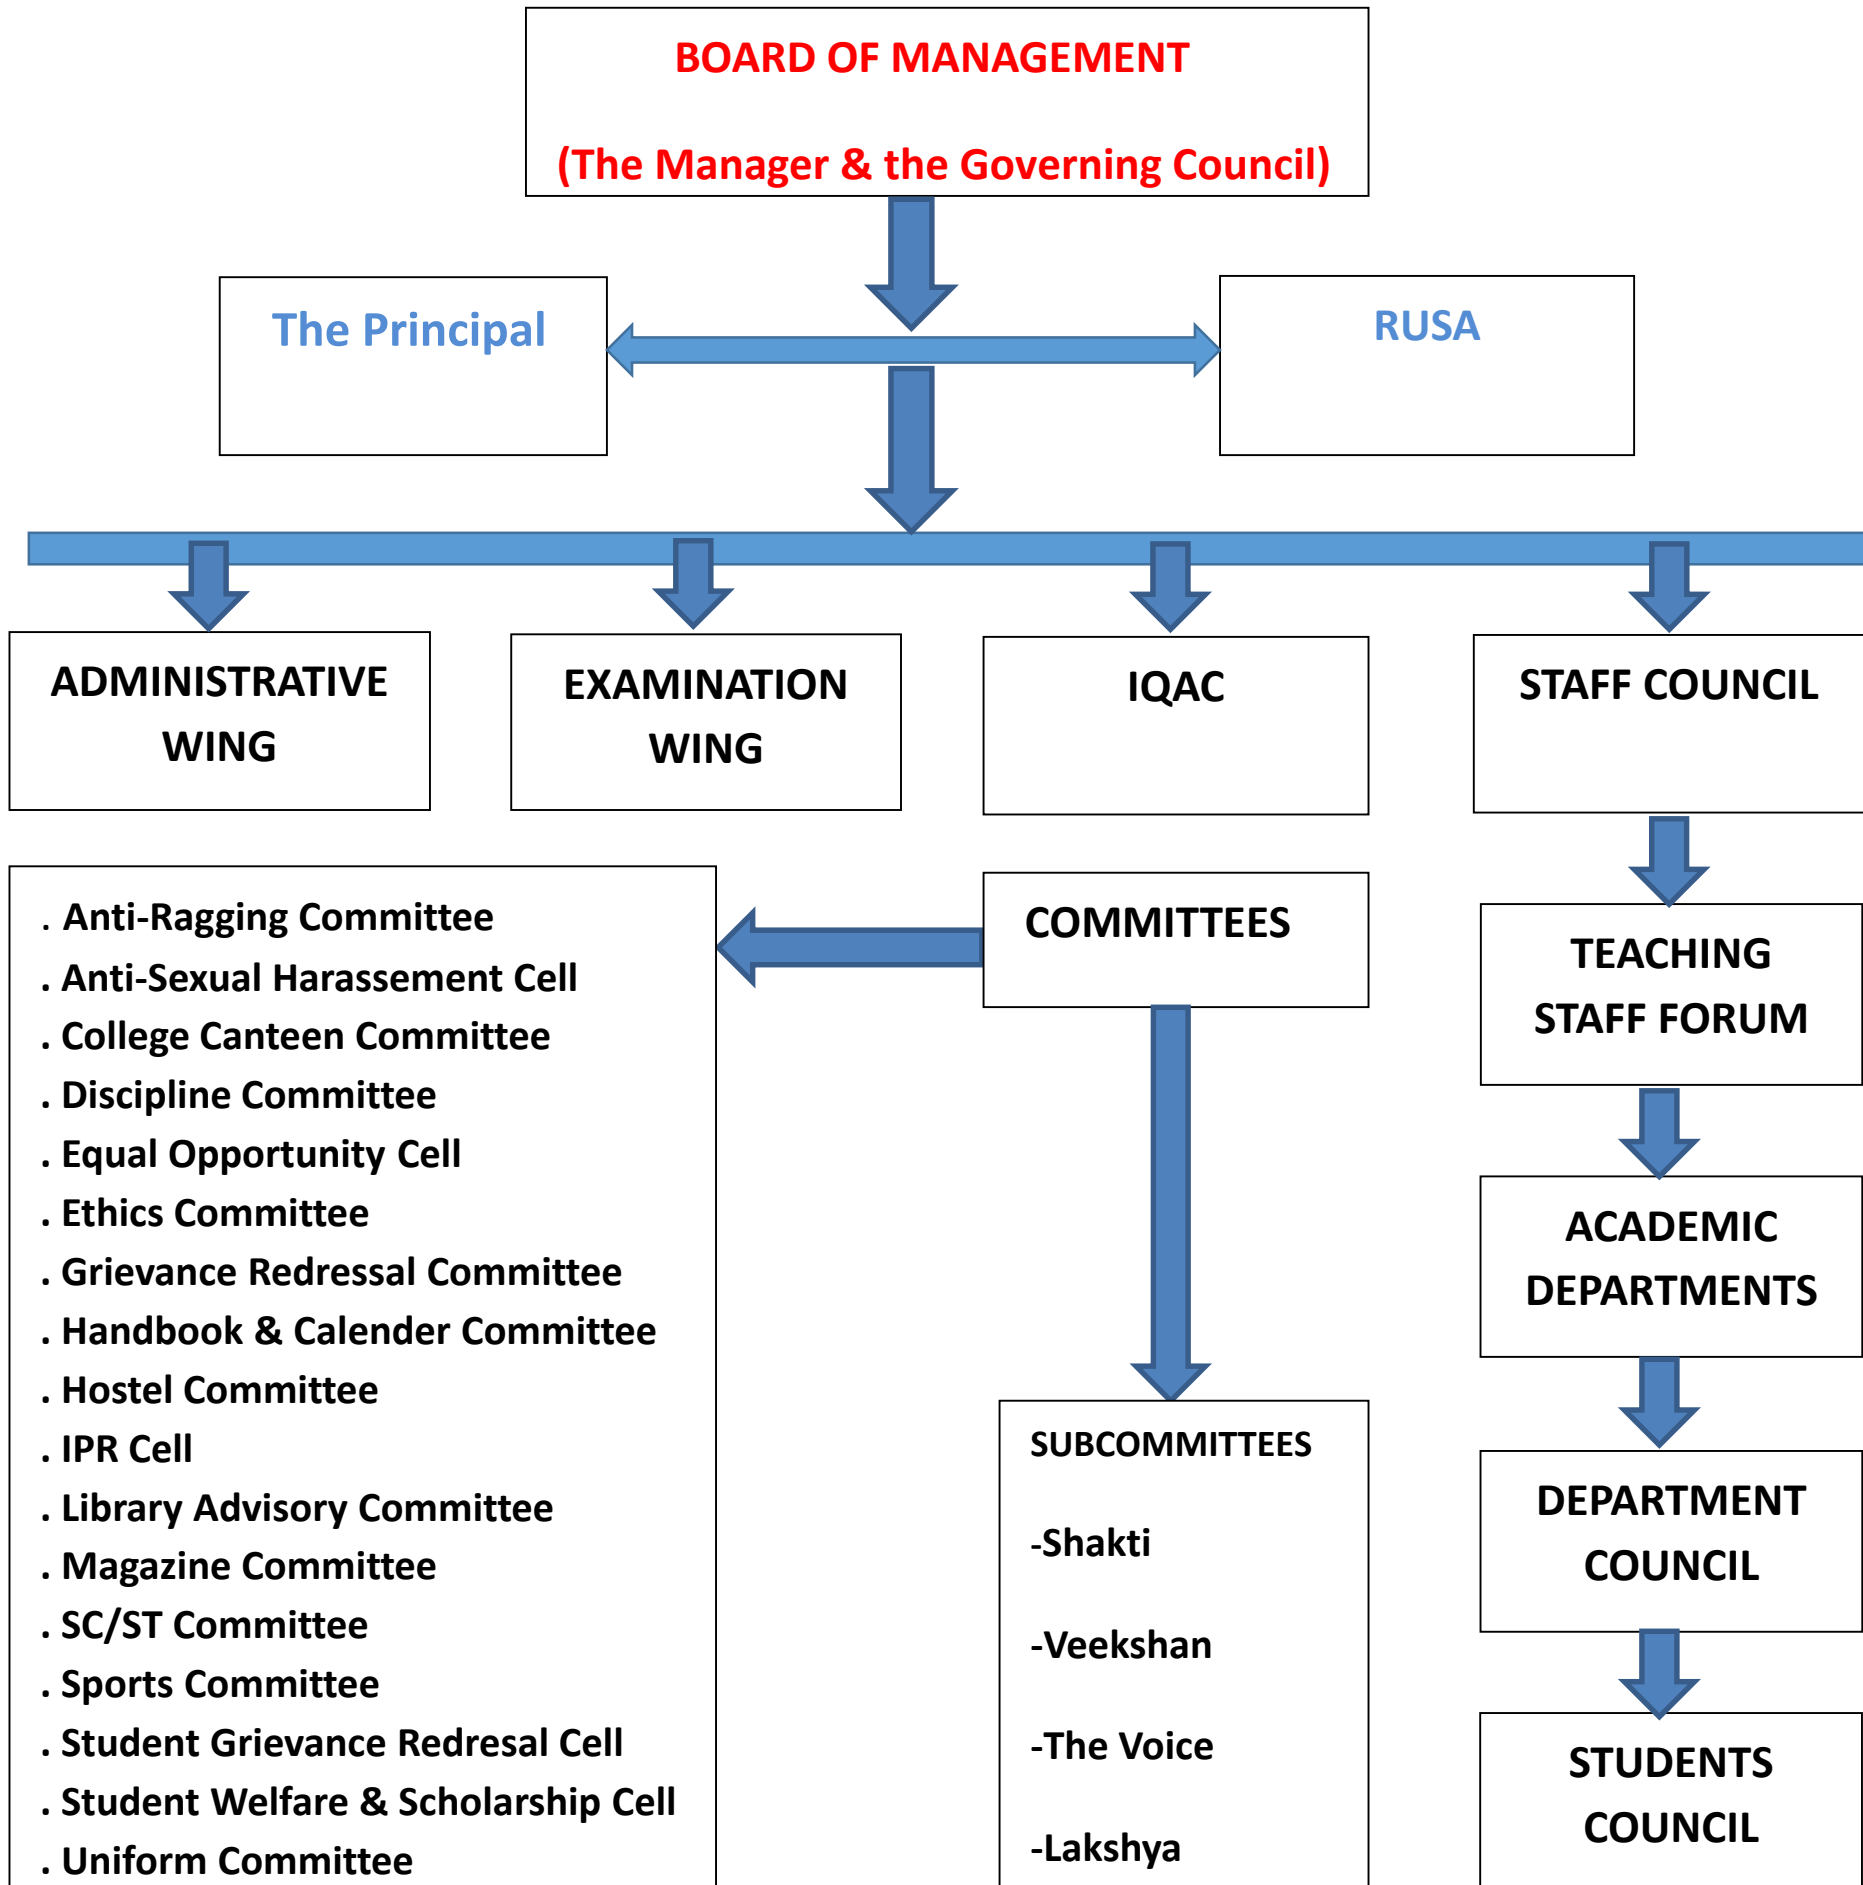 BOARD OF MANAGEMENT
(The Manager & the Governing Council)
The Principal
RUSA
ADMINISTRATIVE
WING
EXAMINATION
WING
IQAC
STAFF COUNCIL
. Anti-Ragging Committee
. Anti-Sexual Harassement Cell
. College Canteen Committee
. Discipline Committee
. Equal Opportunity Cell
. Ethics Committee
. Grievance Redressal Committee
. Handbook & Calender Committee
. Hostel Committee
. IPR Cell
. Library Advisory Committee
. Magazine Committee
. SC/ST Committee
. Sports Committee
. Student Grievance Redresal Cell
. Student Welfare & Scholarship Cell
. Uniform Committee
COMMITTEES
SUBCOMMITTEES
-Shakti
-Veekshan
-The Voice
-Lakshya
TEACHING
STAFF FORUM
ACADEMIC
DEPARTMENTS
DEPARTMENT
COUNCIL
STUDENTS
COUNCIL